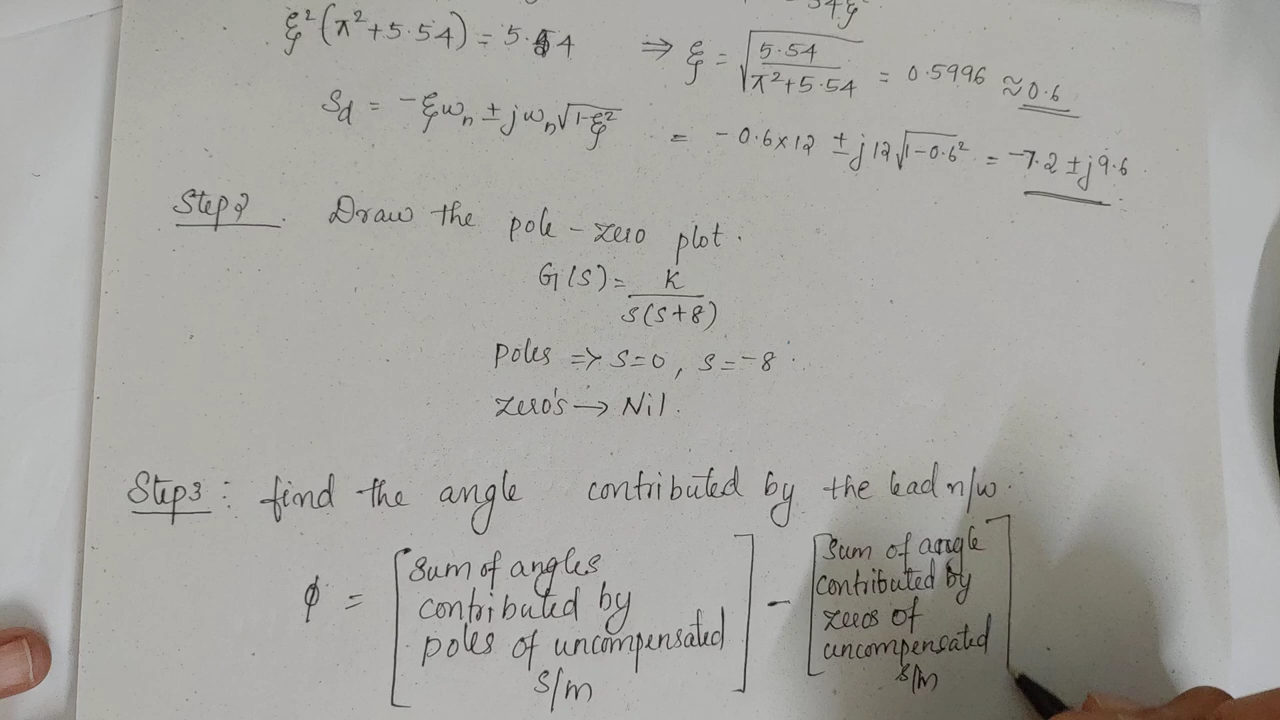 ξ²(π²+5.54) = 5.54 ⇒ ξ = √(5.54/(π²+5.54)) = 0.5996 ≈ 0.6
Sd = -ξωn ± jωn√(1-ξ²) = -0.6×12 ± j12√(1-0.6²) = -7.2 ± j9.6
Step2. Draw the pole-zero plot.
G(s) = K/(s(s+8))
Poles ⇒ s=0, s=-8.
zero's → Nil.
Step3: find the angle contributed by the lead n/w.
φ = [sum of angles contributed by poles of uncompensated s/m] - [sum of angle contributed by zeros of uncompensated s/m]